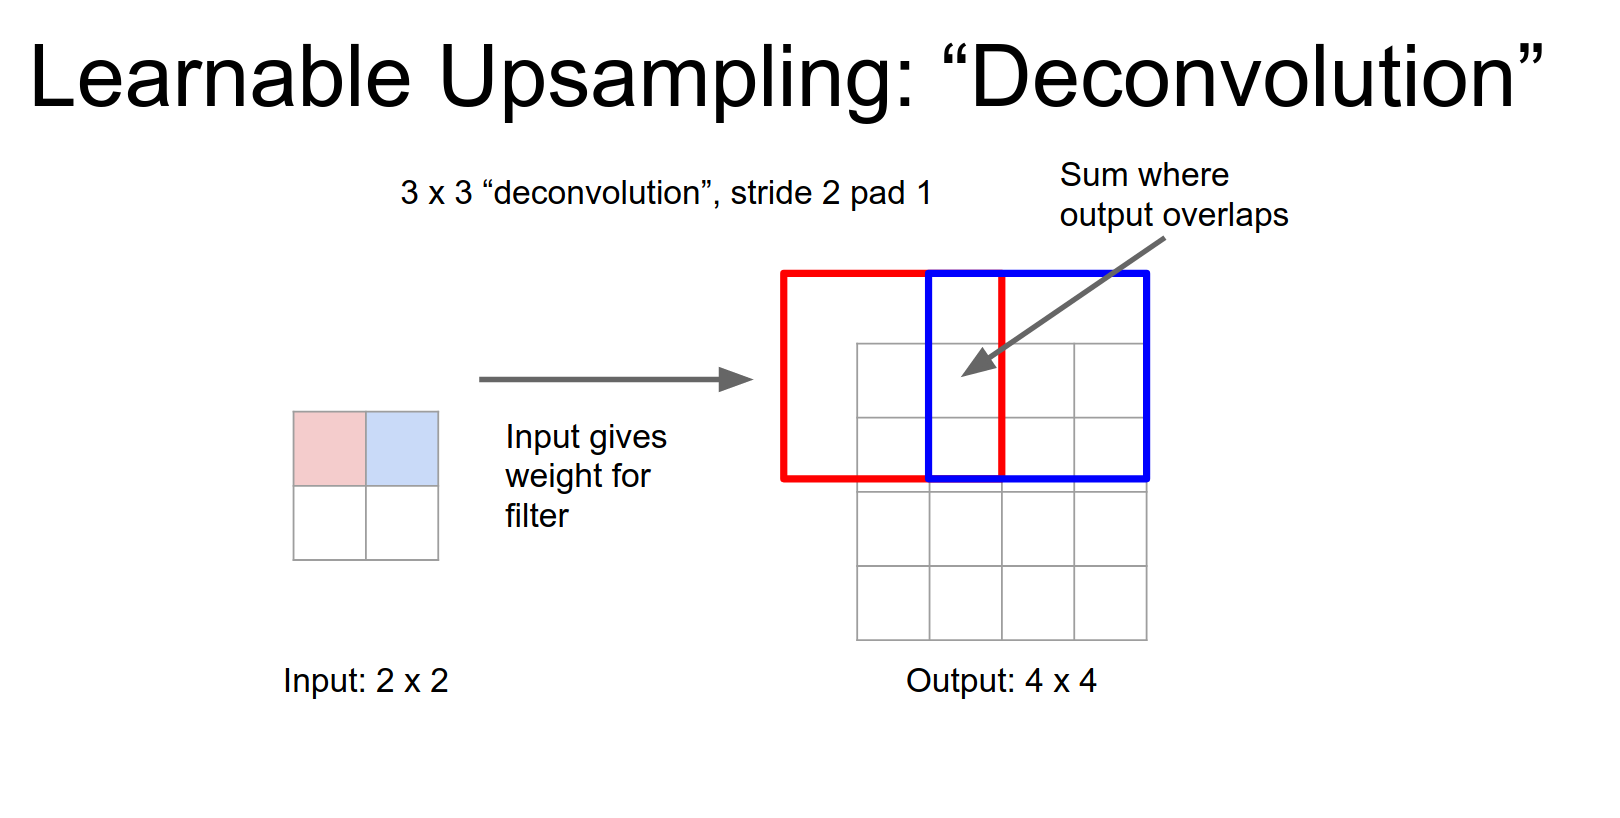 Learnable Upsampling: “Deconvolution”
3 x 3 “deconvolution”, stride 2 pad 1
Sum where
output overlaps
Input gives
weight for
filter
Input: 2 x 2
Output: 4 x 4